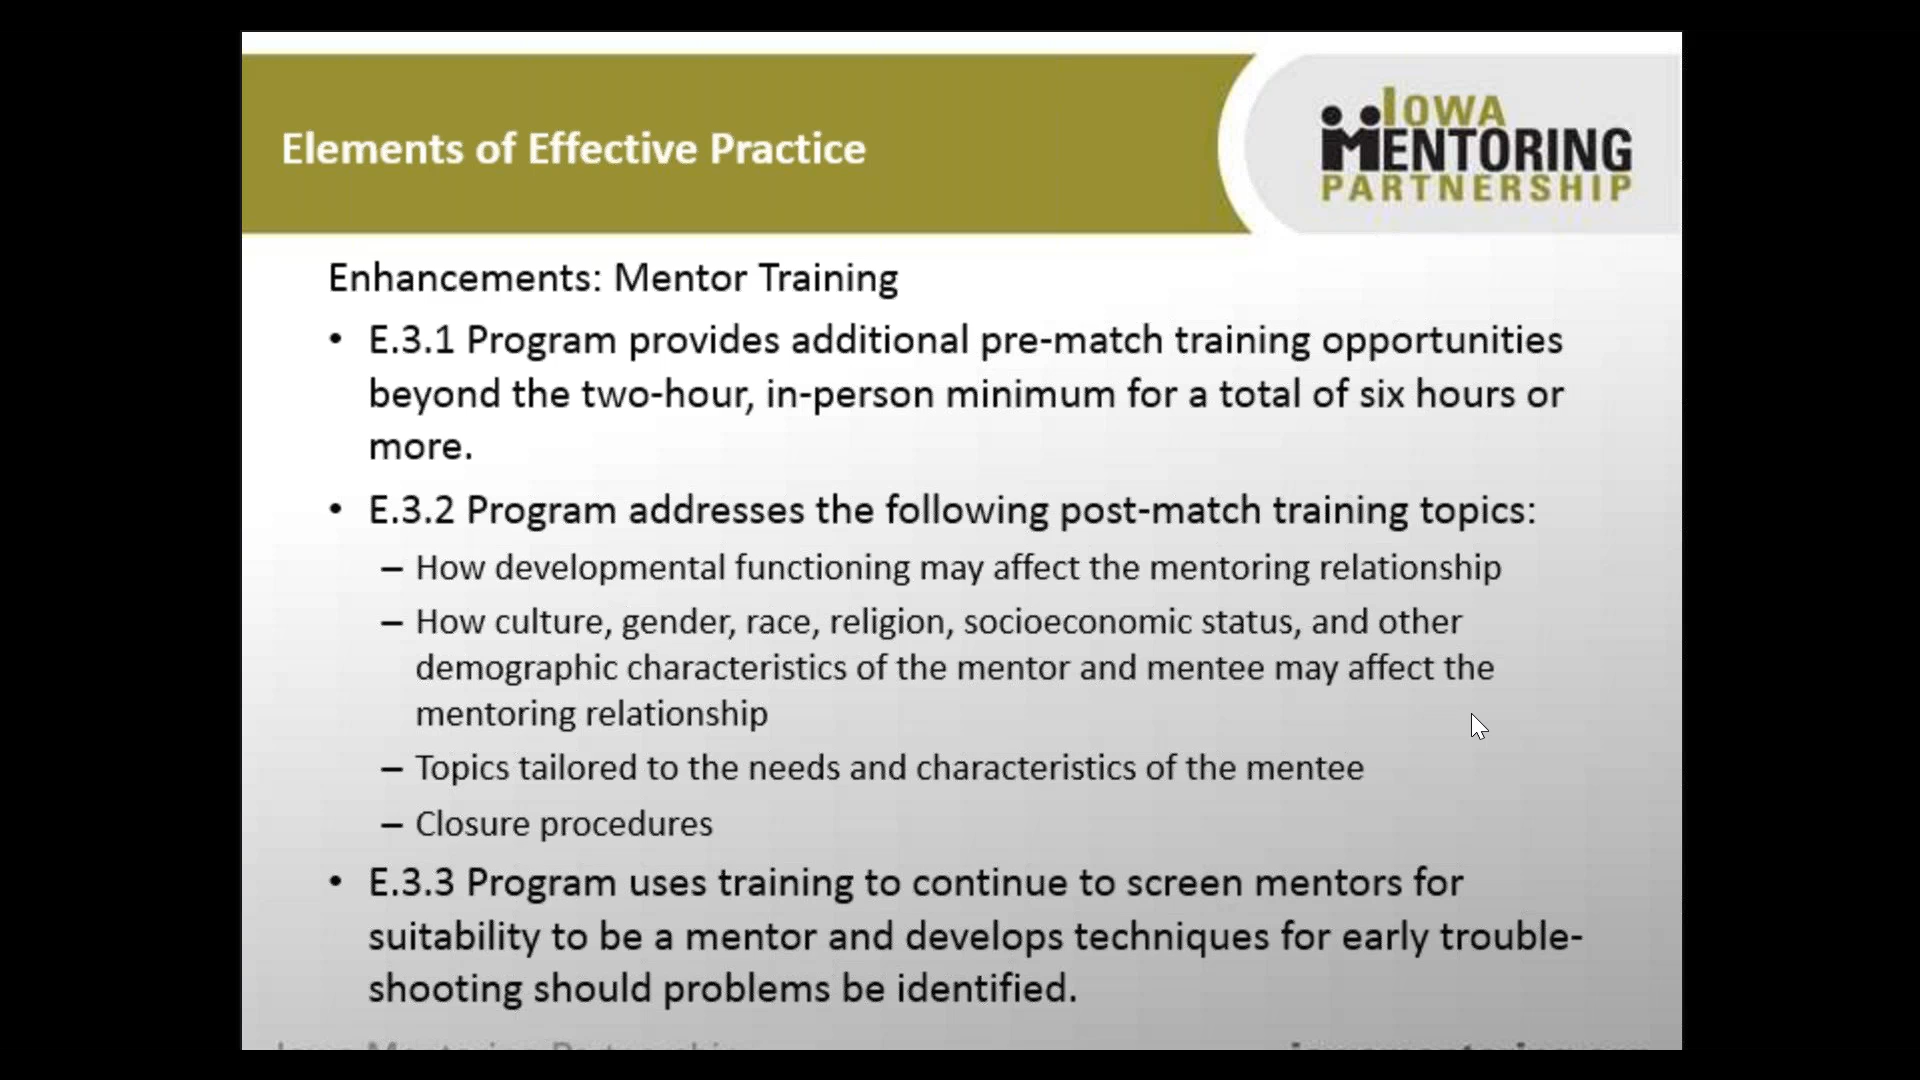 Elements of Effective Practice
IOWA
MENTORING
PARTNERSHIP
Enhancements: Mentor Training
• E.3.1 Program provides additional pre-match training opportunities
beyond the two-hour, in-person minimum for a total of six hours or
more.
• E.3.2 Program addresses the following post-match training topics:
– How developmental functioning may affect the mentoring relationship
– How culture, gender, race, religion, socioeconomic status, and other
demographic characteristics of the mentor and mentee may affect the
mentoring relationship
– Topics tailored to the needs and characteristics of the mentee
– Closure procedures
• E.3.3 Program uses training to continue to screen mentors for
suitability to be a mentor and develops techniques for early trouble-
shooting should problems be identified.